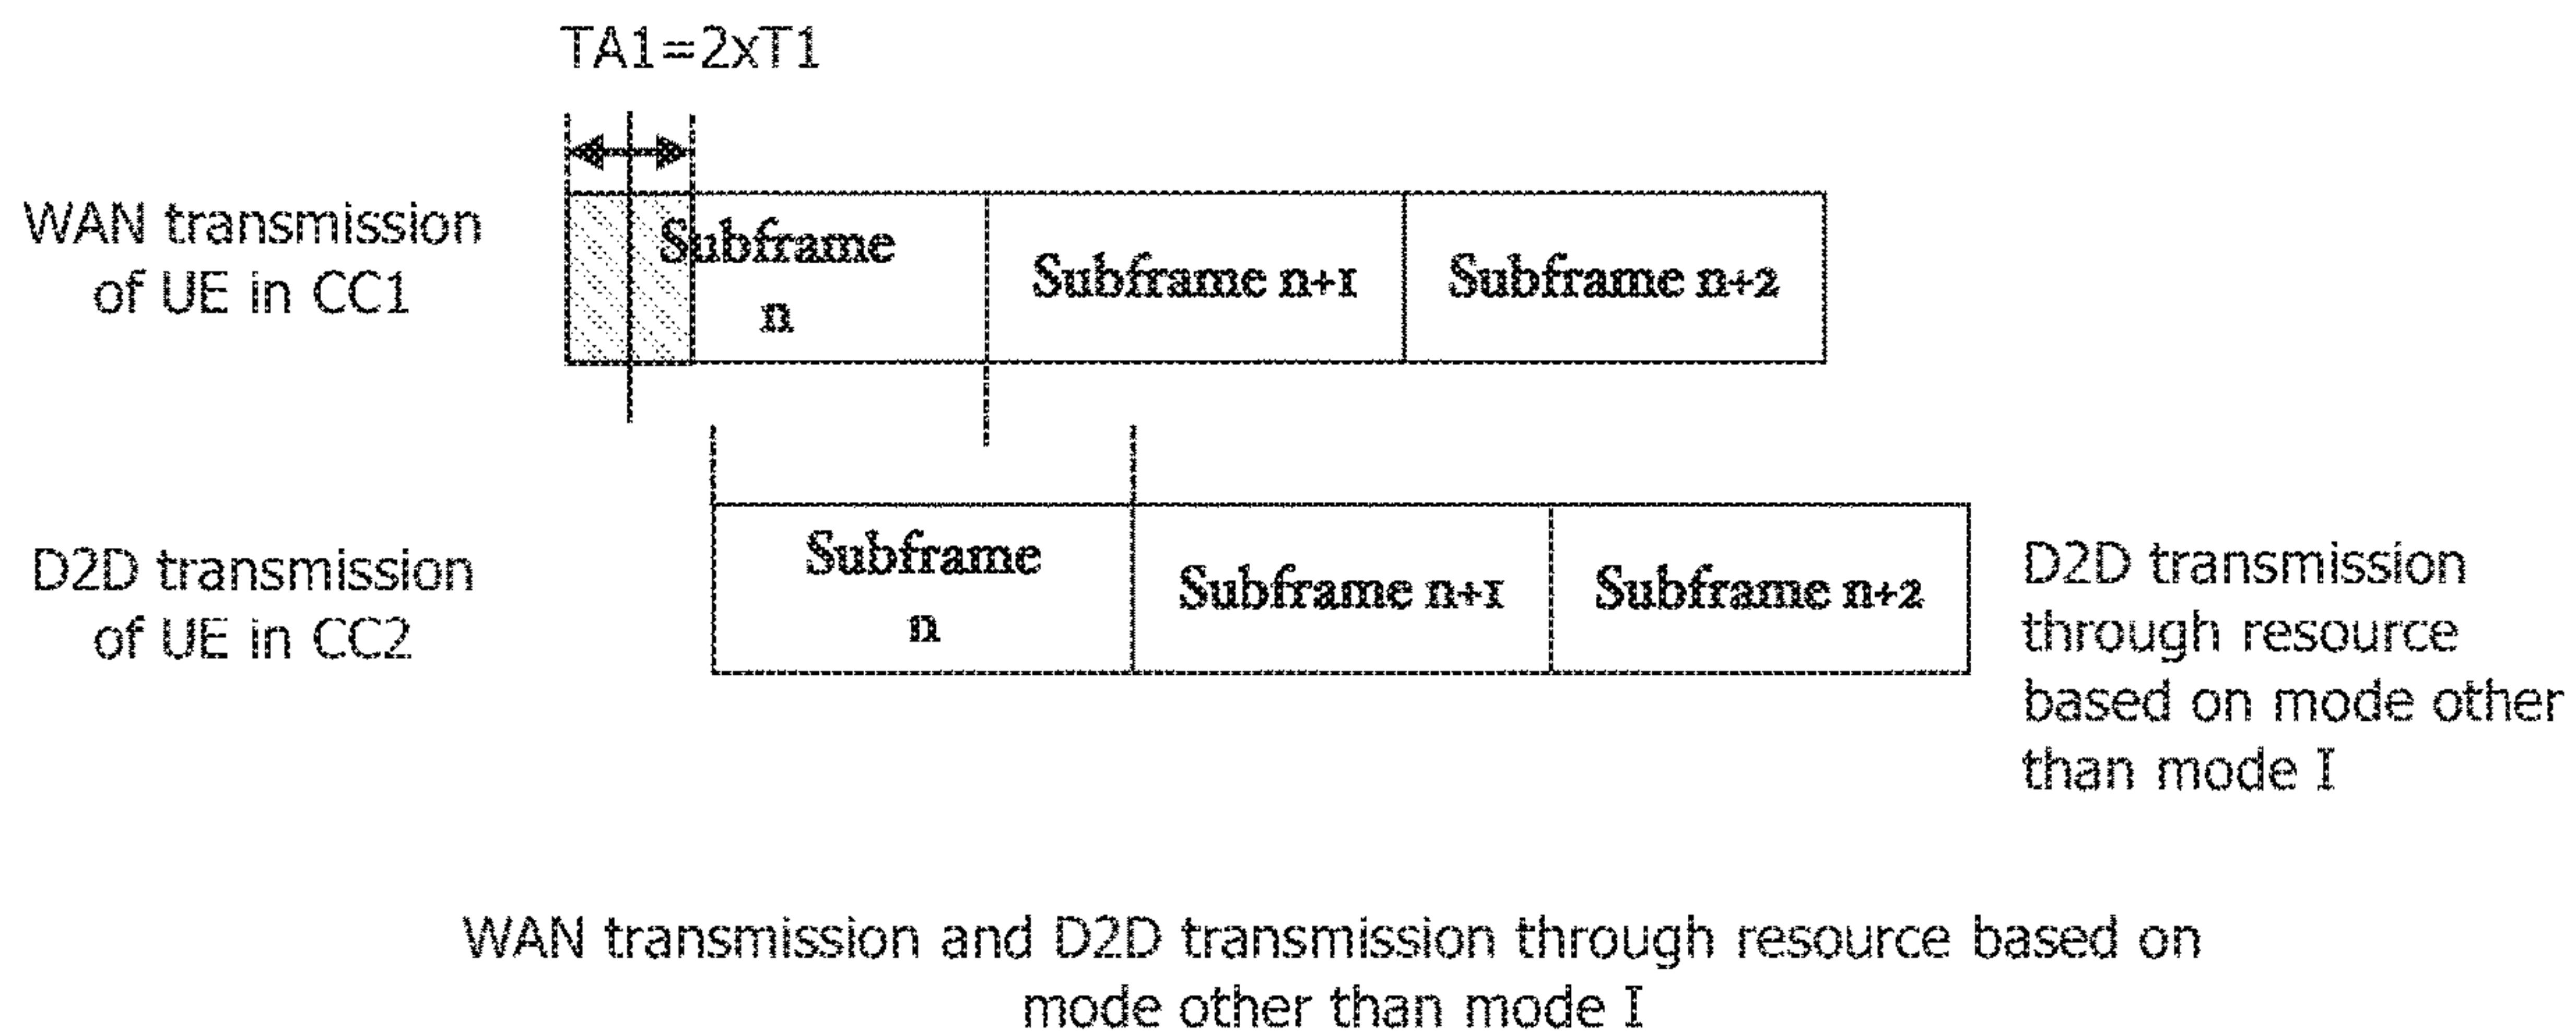 TA1=2xT1
WAN transmission
of UE in CC1
Subframe
n
Subframe n+1
Subframe n+2
D2D transmission
of UE in CC2
Subframe
n
Subframe n+1
Subframe n+2
D2D transmission
through resource
based on mode other
than mode I
WAN transmission and D2D transmission through resource based on
mode other than mode I